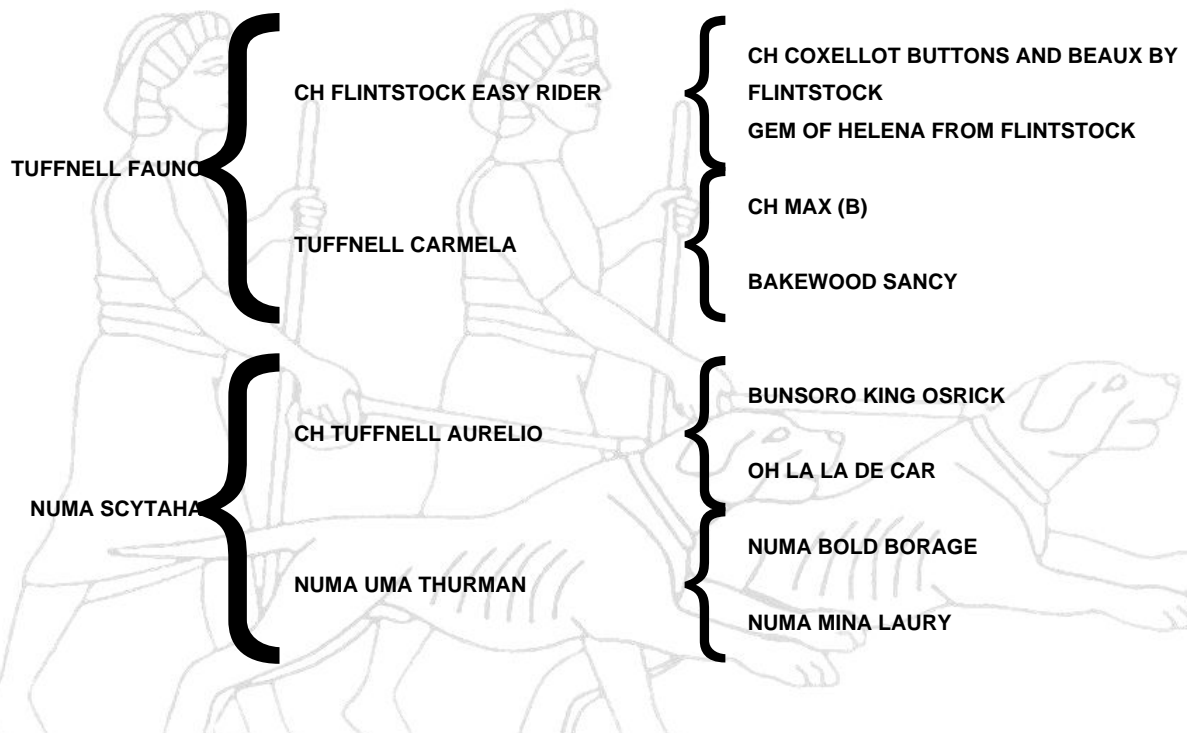 CH COXELLOT BUTTONS AND BEAUX BY
CH FLINTSTOCK EASY RIDER
FLINTSTOCK
GEM OF HELENA FROM FLINTSTOCK
TUFFNELL FAUNO
CH MAX (B)
TUFFNELL CARMELA
BAKEWOOD SANCY
BUNSORO KING OSRICK
CH TUFFNELL AURELIO
OH LA LA DE CAR
NUMA SCYTAHA
NUMA BOLD BORAGE
NUMA UMA THURMAN
NUMA MINA LAURY